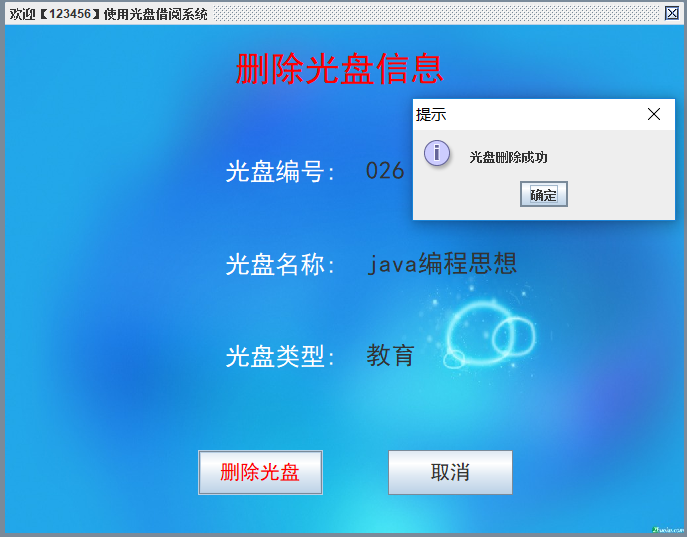 欢迎【123456】使用光盘借阅系统
删除光盘信息
提示
光盘删除成功
确定
光盘编号： 026
光盘名称： java编程思想
光盘类型： 教育
删除光盘 取消